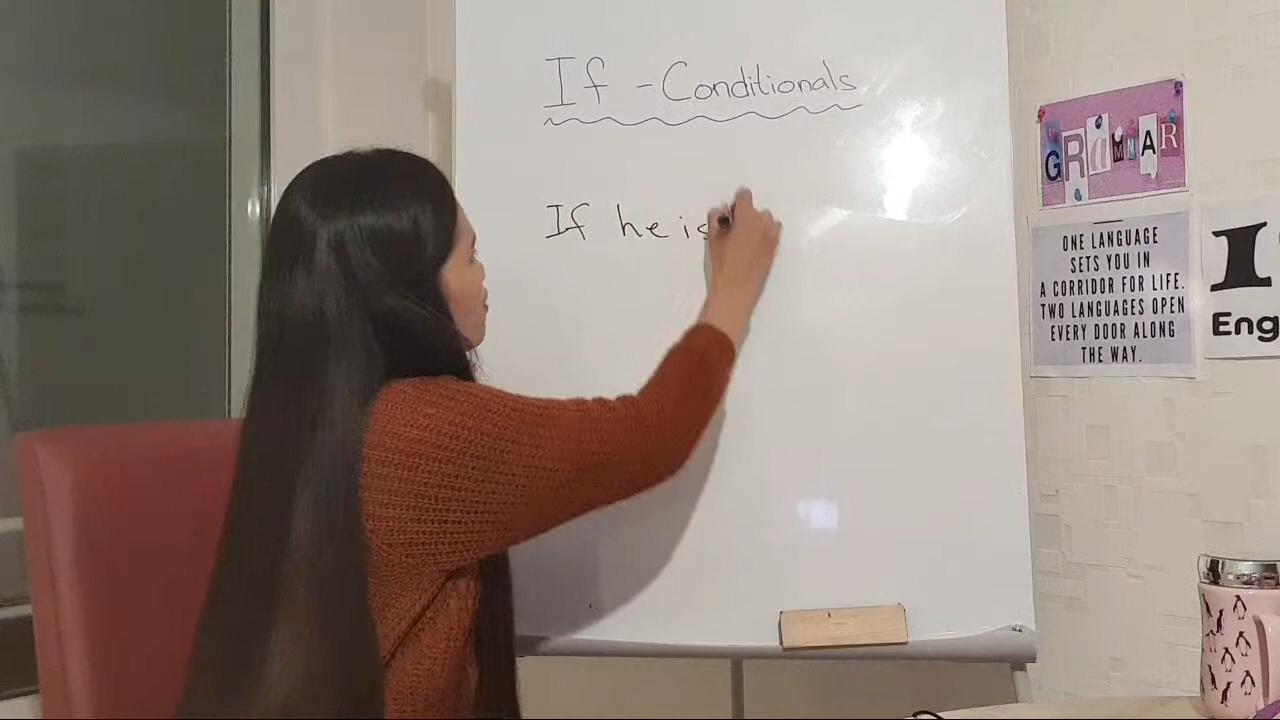 If - Conditionals
If he is
GRAMMAR
ONE LANGUAGE
SETS YOU IN
A CORRIDOR FOR LIFE.
TWO LANGUAGES OPEN
EVERY DOOR ALONG
THE WAY.
I
Eng